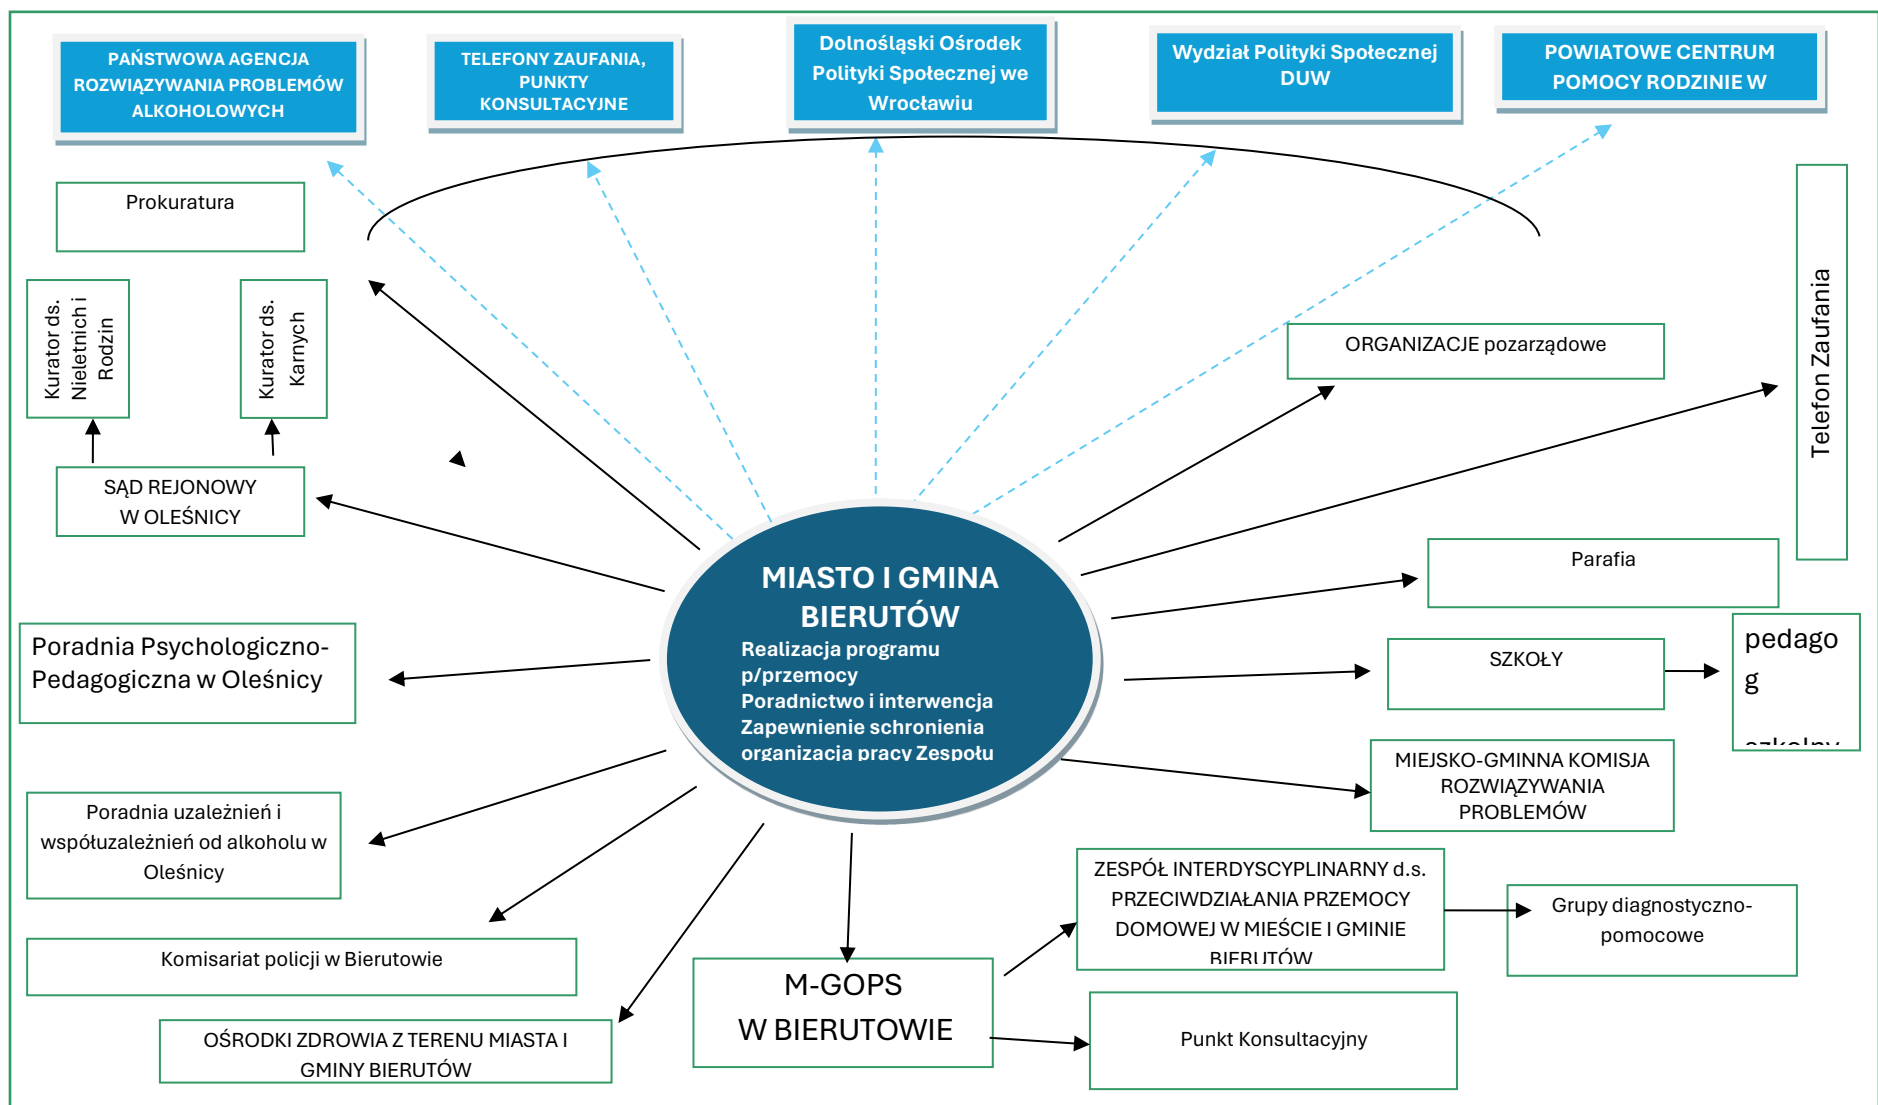 PAŃSTWOWA AGENCJA
ROZWIĄZYWANIA PROBLEMÓW
ALKOHOLOWYCH
TELEFONY ZAUFANIA,
PUNKTY
KONSULTACYJNE
Dolnośląski Ośrodek
Polityki Społecznej we
Wrocławiu
Wydział Polityki Społecznej
DUW
POWIATOWE CENTRUM
POMOCY RODZINIE W
Prokuratura
Kurator ds.
Nieletnich i
Rodzin
Kurator ds.
Karnych
ORGANIZACJE pozarządowe
Telefon Zaufania
SĄD REJONOWY
W OLEŚNICY
MIASTO I GMINA
BIERUTÓW
Realizacja programu
p/przemocy
Poradnictwo i interwencja
Zapewnienie schronienia
organizacja pracy Zespołu
Parafia
Poradnia Psychologiczno-
Pedagogiczna w Oleśnicy
SZKOŁY
pedago
g
szkolny
MIEJSKO-GMINNA KOMISJA
ROZWIĄZYWANIA
PROBLEMÓW
Poradnia uzależnień i
współuzależnień od alkoholu w
Oleśnicy
ZESPÓŁ INTERDYSCYPLINARNY d.s.
PRZECIWDZIAŁANIA PRZEMOCY
DOMOWEJ W MIEŚCIE I GMINIE
BIERUTÓW
Grupy diagnostyczno-
pomocowe
Komisariat policji w Bierutowie
M-GOPS
W BIERUTOWIE
Punkt Konsultacyjny
OŚRODKI ZDROWIA Z TERENU MIASTA I
GMINY BIERUTÓW